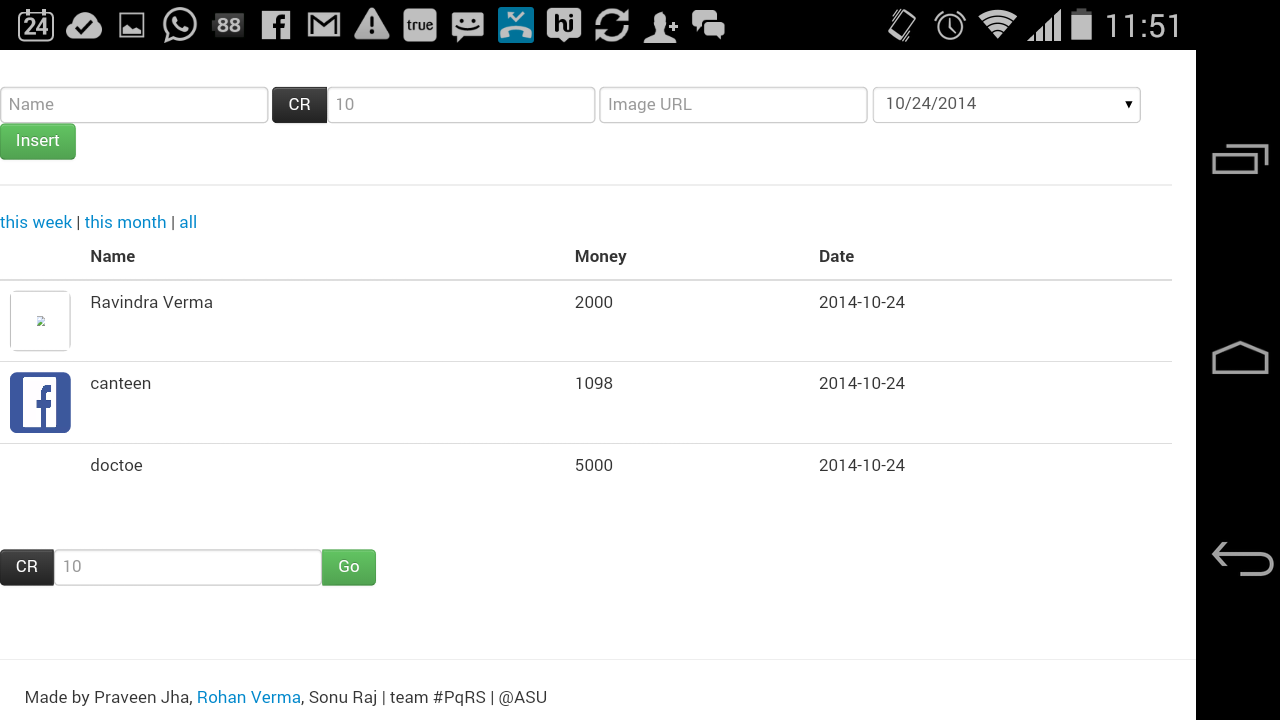 24 88 true hi 11:51
Name CR 10 Image URL 10/24/2014
Insert
this week | this month | all
Name Money Date
Ravindra Verma 2000 2014-10-24
canteen 1098 2014-10-24
doctoe 5000 2014-10-24
CR 10 Go
Made by Praveen Jha, Rohan Verma, Sonu Raj | team #PqRS | @ASU